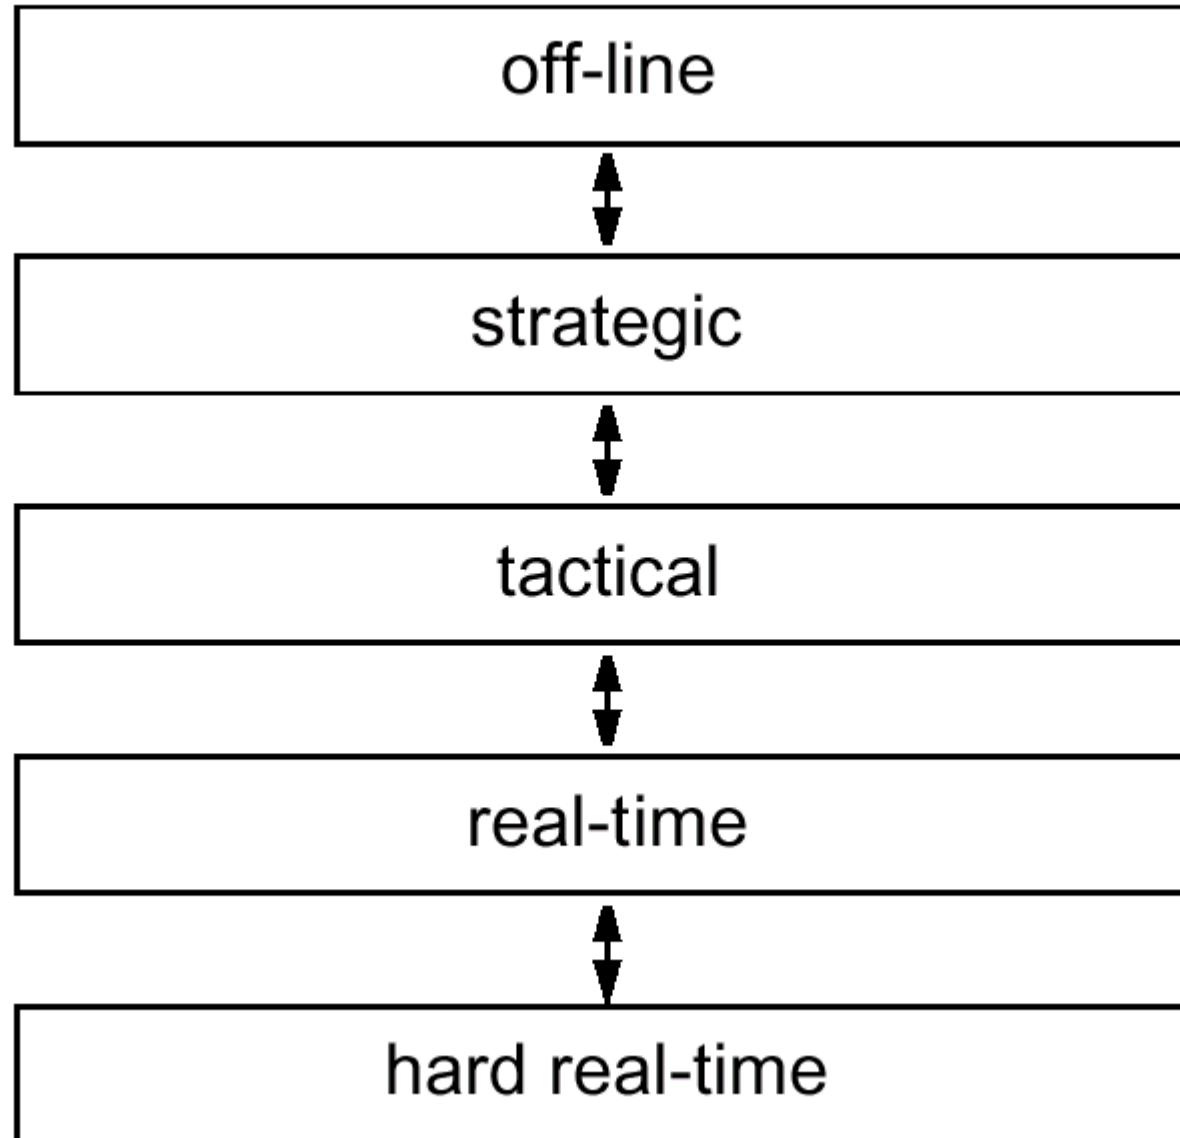 off-line
strategic
tactical
real-time
hard real-time